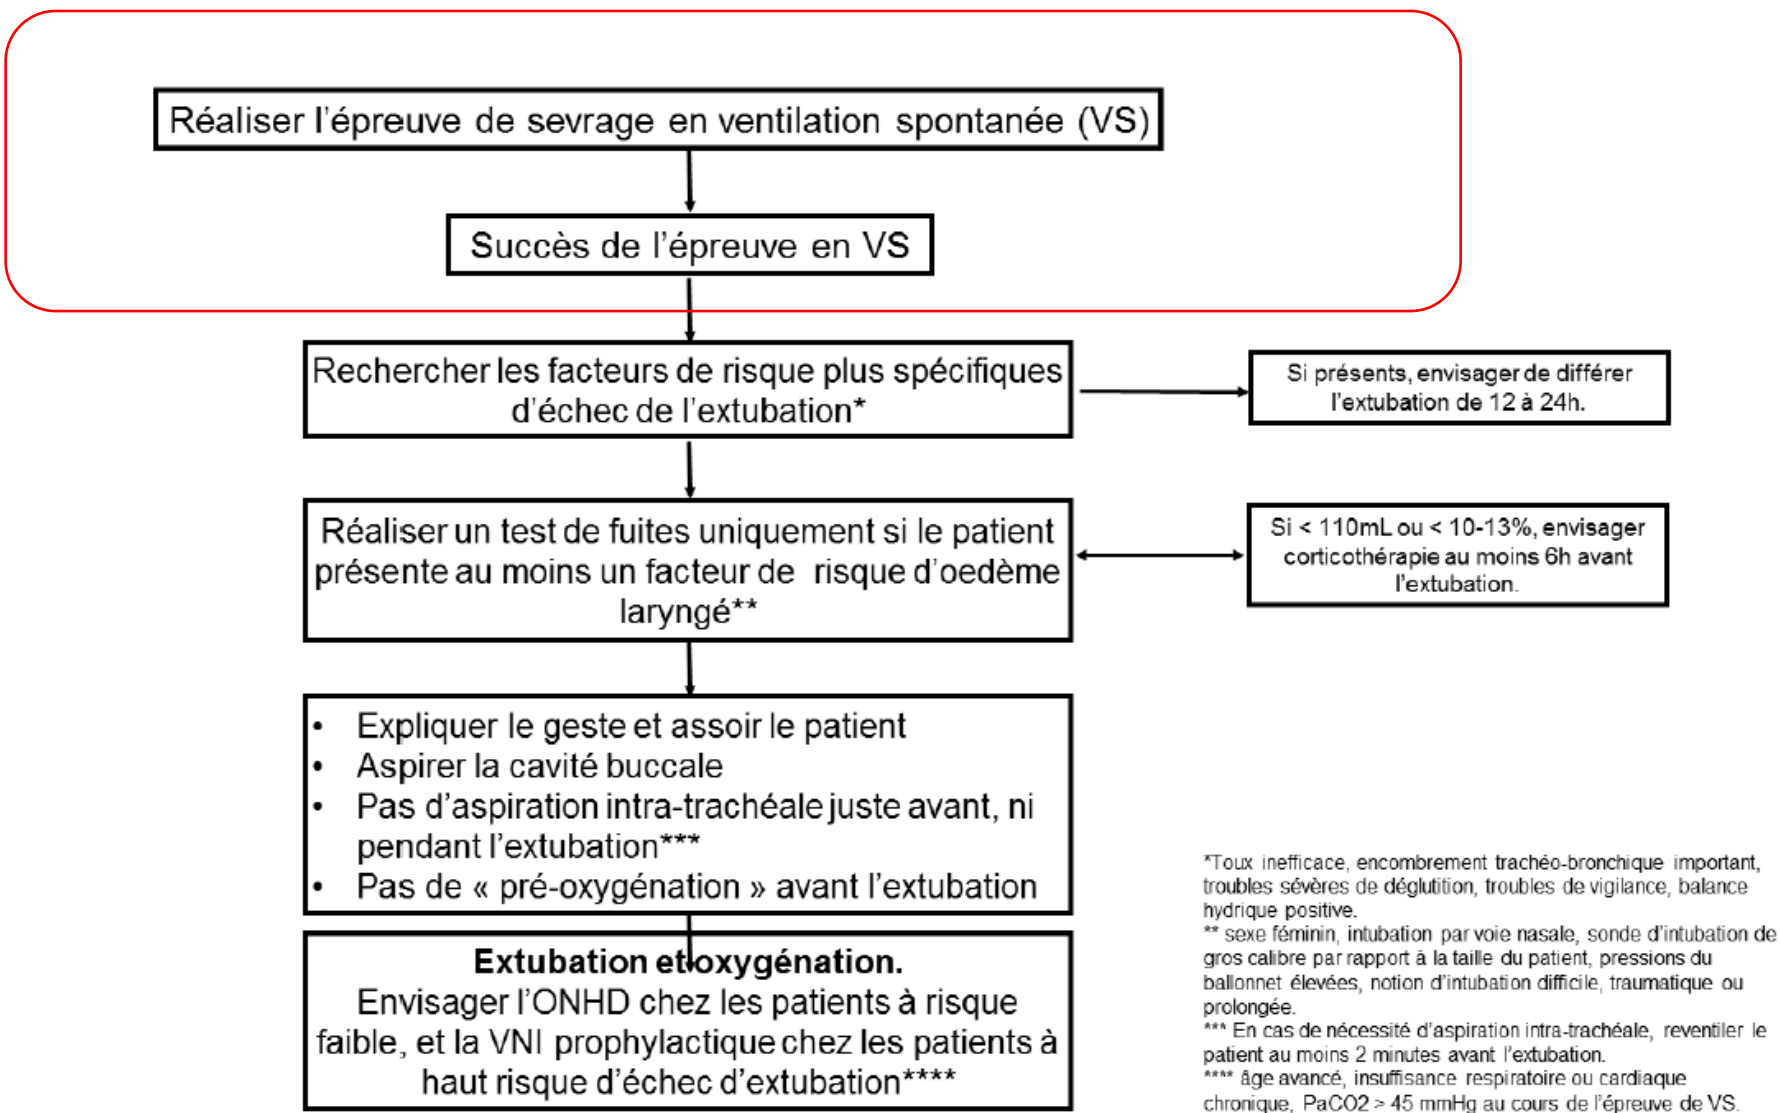 Réaliser l’épreuve de sevrage en ventilation spontanée (VS)
Succès de l’épreuve en VS
Rechercher les facteurs de risque plus spécifiques
d’échec de l’extubation*
Si présents, envisager de différer
l’extubation de 12 à 24h.
Réaliser un test de fuites uniquement si le patient
présente au moins un facteur de risque d’oedème
laryngé**
Si < 110mL ou < 10-13%, envisager
corticothérapie au moins 6h avant
l’extubation.
• Expliquer le geste et assoir le patient
• Aspirer la cavité buccale
• Pas d’aspiration intra-trachéale juste avant, ni
pendant l’extubation***
• Pas de « pré-oxygénation » avant l’extubation
Extubation et oxygénation.
Envisager l’ONHD chez les patients à risque
faible, et la VNI prophylactique chez les patients à
haut risque d’échec d’extubation****
*Toux inefficace, encombrement trachéo-bronchique important,
troubles sévères de déglutition, troubles de vigilance, balance
hydrique positive.
** sexe féminin, intubation par voie nasale, sonde d’intubation de
gros calibre par rapport à la taille du patient, pressions du
ballonnet élevées, notion d’intubation difficile, traumatique ou
prolongée.
*** En cas de nécessité d’aspiration intra-trachéale, reventiler le
patient au moins 2 minutes avant l’extubation.
**** âge avancé, insuffisance respiratoire ou cardiaque
chronique, PaCO2 > 45 mmHg au cours de l’épreuve de VS.